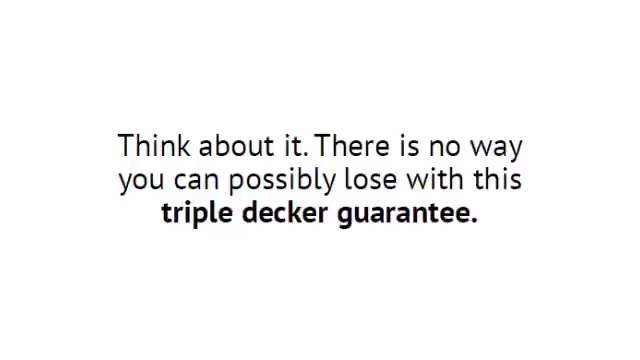 Think about it. There is no way
you can possibly lose with this
triple decker guarantee.